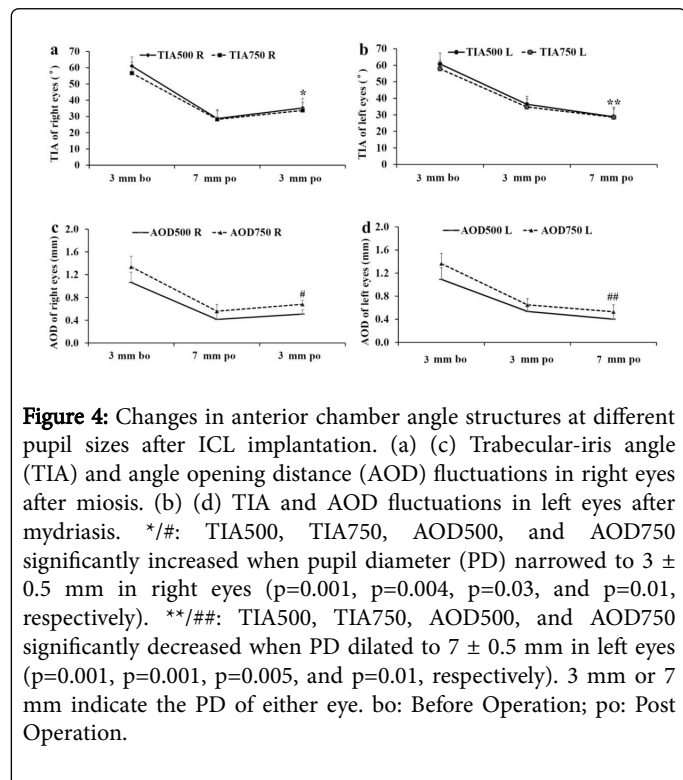 a
TIA500 R TIA750 R
TIA of right eyes (°)
70
60
50
40
30
20
10
0
*
3 mm bo 7 mm po 3 mm po
b
TIA500 L TIA750 L
TIA of left eyes (°)
70
60
50
40
30
20
10
0
**
3 mm bo 3 mm po 7 mm po
c
AOD500 R AOD750 R
AOD of right eyes (mm)
2.0
1.6
1.2
0.8
0.4
0.0
#
3 mm bo 7 mm po 3 mm po
d
AOD500 L AOD750 L
AOD of left eyes (mm)
2.0
1.6
1.2
0.8
0.4
0.0
##
3 mm bo 3 mm po 7 mm po
Figure 4: Changes in anterior chamber angle structures at different
pupil sizes after ICL implantation. (a) (c) Trabecular-iris angle
(TIA) and angle opening distance (AOD) fluctuations in right eyes
after miosis. (b) (d) TIA and AOD fluctuations in left eyes after
mydriasis. */#: TIA500, TIA750, AOD500, and AOD750
significantly increased when pupil diameter (PD) narrowed to 3 ±
0.5 mm in right eyes (p=0.001, p=0.004, p=0.03, and p=0.01,
respectively). **/##: TIA500, TIA750, AOD500, and AOD750
significantly decreased when PD dilated to 7 ± 0.5 mm in left eyes
(p=0.001, p=0.001, p=0.005, and p=0.01, respectively). 3 mm or 7
mm indicate the PD of either eye. bo: Before Operation; po: Post
Operation.